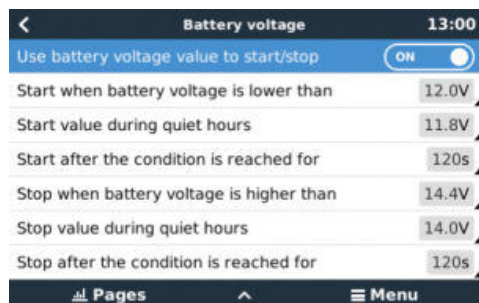 Battery voltage 13:00
Use battery voltage value to start/stop ON
Start when battery voltage is lower than 12.0V
Start value during quiet hours 11.8V
Start after the condition is reached for 120s
Stop when battery voltage is higher than 14.4V
Stop value during quiet hours 14.0V
Stop after the condition is reached for 120s
Pages Menu